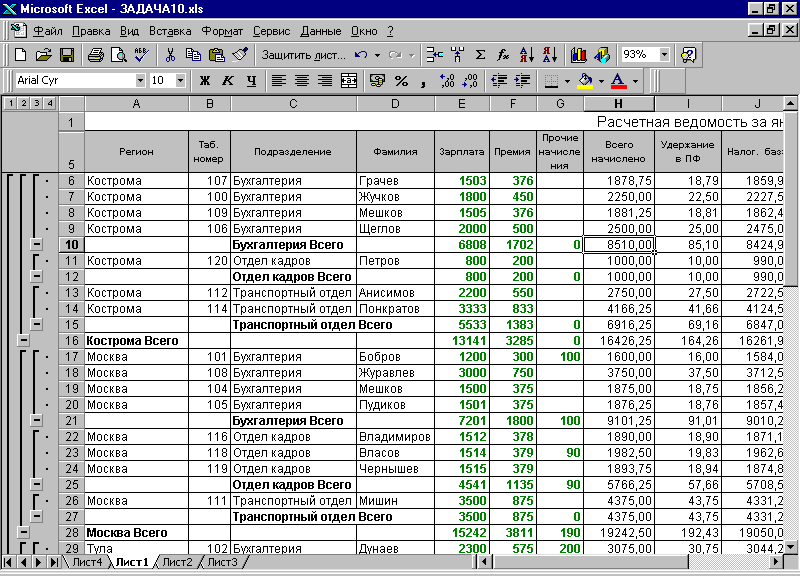 Microsoft Excel - ЗАДАЧА10.xls
Файл Правка Вид Вставка Формат Сервис Данные Окно ?
Защитить лист... 93%
Arial Cyr 10 Ж К Ч
1 2 3 4 A B C D E F G H I J
1 Расчетная ведомость за ян
5 Регион Таб. номер Подразделение Фамилия Зарплата Премия Прочие начисле ния Всего начислено Удержание в ПФ Налог. баз
6 Кострома 107 Бухгалтерия Грачев 1503 376 1878,75 18,79 1859,9
7 Кострома 100 Бухгалтерия Жучков 1800 450 2250,00 22,50 2227,5
8 Кострома 109 Бухгалтерия Мешков 1505 376 1881,25 18,81 1862,4
9 Кострома 106 Бухгалтерия Щеглов 2000 500 2500,00 25,00 2475,0
10 Бухгалтерия Всего 6808 1702 0 8510,00 85,10 8424,9
11 Кострома 120 Отдел кадров Петров 800 200 1000,00 10,00 990,0
12 Отдел кадров Всего 800 200 0 1000,00 10,00 990,0
13 Кострома 112 Транспортный отдел Анисимов 2200 550 2750,00 27,50 2722,5
14 Кострома 114 Транспортный отдел Понкратов 3333 833 4166,25 41,66 4124,5
15 Транспортный отдел Всего 5533 1383 0 6916,25 69,16 6847,0
16 Кострома Всего 13141 3285 0 16426,25 164,26 16261,9
17 Москва 101 Бухгалтерия Бобров 1200 300 100 1600,00 16,00 1584,0
18 Москва 108 Бухгалтерия Журавлев 3000 750 3750,00 37,50 3712,5
19 Москва 104 Бухгалтерия Мешков 1500 375 1875,00 18,75 1856,2
20 Москва 105 Бухгалтерия Пудиков 1501 375 1876,25 18,76 1857,4
21 Бухгалтерия Всего 7201 1800 100 9101,25 91,01 9010,2
22 Москва 116 Отдел кадров Владимиров 1512 378 1890,00 18,90 1871,1
23 Москва 118 Отдел кадров Власов 1514 379 90 1982,50 19,83 1962,6
24 Москва 119 Отдел кадров Чернышев 1515 379 1893,75 18,94 1874,8
25 Отдел кадров Всего 4541 1135 90 5766,25 57,66 5708,5
26 Москва 111 Транспортный отдел Мишин 3500 875 4375,00 43,75 4331,2
27 Транспортный отдел Всего 3500 875 0 4375,00 43,75 4331,2
28 Москва Всего 15242 3811 190 19242,50 192,43 19050,0
29 Тула 102 Бухгалтерия Дунаев 2300 575 200 3075,00 30,75 3044,2
Лист4 Лист1 Лист2 Лист3